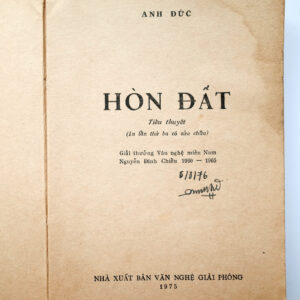 ANH ĐỨC
HÒN ĐẤT
Tiểu thuyết
(In lần thứ ba có sửa chữa)
Giải thưởng Văn nghệ miền Nam
Nguyễn Đình Chiểu 1960 — 1965
5/8/76
NHÀ XUẤT BẢN VĂN NGHỆ GIẢI PHÓNG
1975